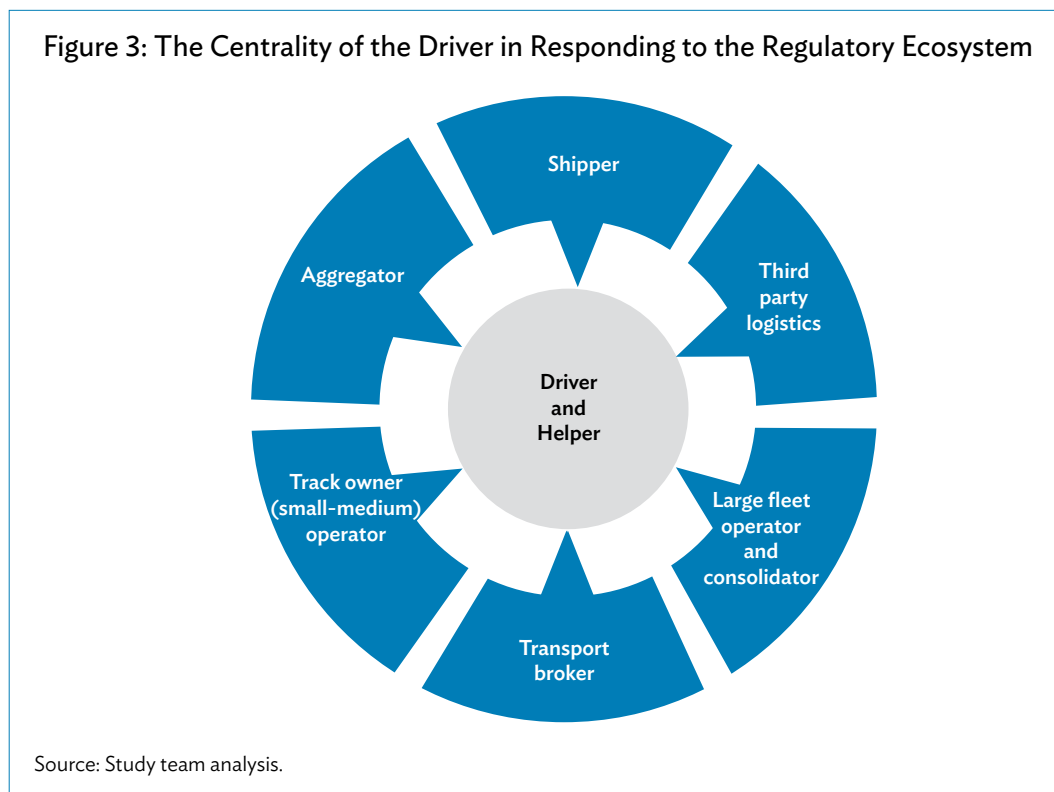 Figure 3: The Centrality of the Driver in Responding to the Regulatory Ecosystem
Shipper
Third
party
logistics
Large fleet
operator
and
consolidator
Transport
broker
Track owner
(small-medium)
operator
Aggregator
Driver
and
Helper
Source: Study team analysis.